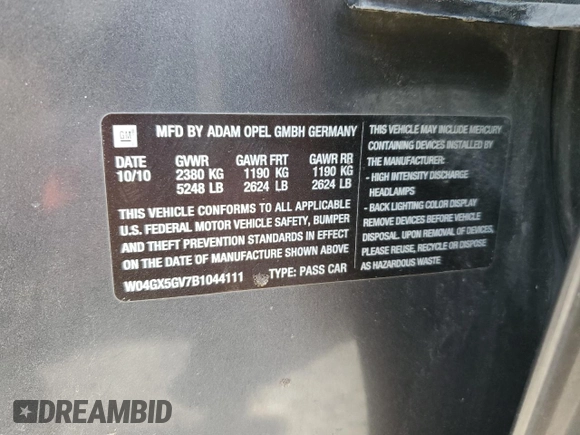 GM
MFD BY ADAM OPEL GMBH GERMANY
DATE GVWR GAWR FRT GAWR RR
10/10 2380 KG 1190 KG 1190 KG
5248 LB 2624 LB 2624 LB
THIS VEHICLE CONFORMS TO ALL APPLICABLE
U.S. FEDERAL MOTOR VEHICLE SAFETY, BUMPER
AND THEFT PREVENTION STANDARDS IN EFFECT
ON THE DATE OF MANUFACTURE SHOWN ABOVE
W04GX5GV7B1044111 TYPE: PASS CAR
THIS VEHICLE MAY INCLUDE MERCURY
CONTAINING DEVICES INSTALLED BY
THE MANUFACTURER:
- HIGH INTENSITY DISCHARGE
HEADLAMPS
- BACK LIGHTING COLOR DISPLAY
REMOVE DEVICES BEFORE VEHICLE
DISPOSAL. UPON REMOVAL OF DEVICES.
PLEASE REUSE, RECYCLE OR DISPOSE
AS HAZARDOUS WASTE
DREAMBID